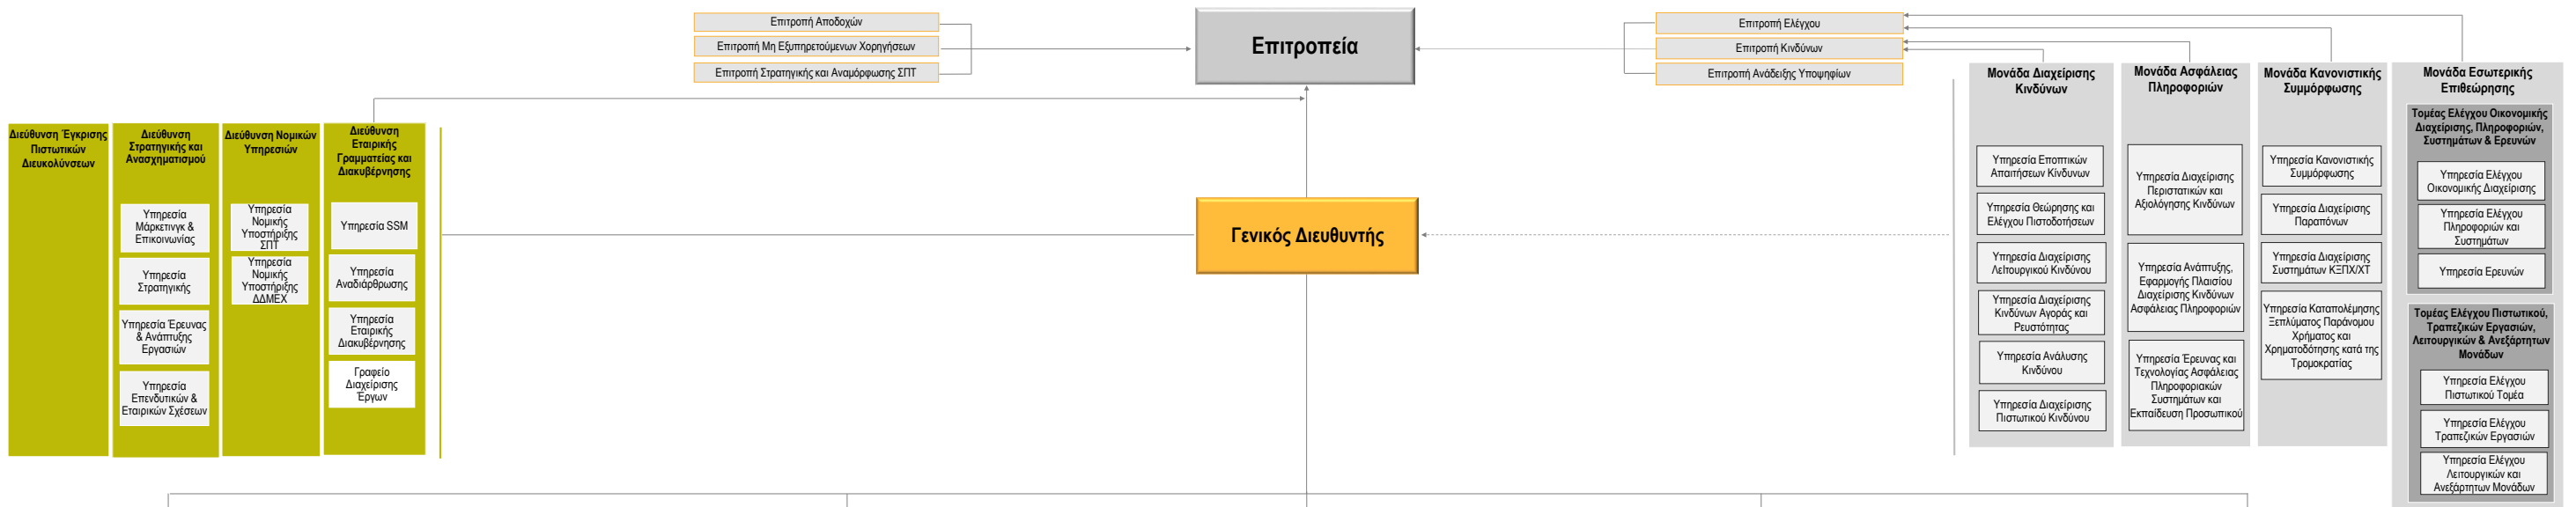 Επιτροπή Αποδοχών
Επιτροπή Μη Εξυπηρετούμενων Χορηγήσεων
Επιτροπή Στρατηγικής και Αναμόρφωσης ΣΠΤ
Επιτροπεία
Επιτροπή Ελέγχου
Επιτροπή Κινδύνων
Επιτροπή Ανάδειξης Υποψηφίων
Διεύθυνση Έγκρισης
Πιστωτικών
Διευκολύνσεων
Διεύθυνση
Στρατηγικής και
Ανασχηματισμού
Υπηρεσία
Μάρκετινγκ &
Επικοινωνίας
Υπηρεσία
Στρατηγικής
Υπηρεσία Έρευνας
& Ανάπτυξης
Εργασιών
Υπηρεσία
Επενδυτικών &
Εταιρικών Σχέσεων
Διεύθυνση Νομικών
Υπηρεσιών
Υπηρεσία
Νομικής
Υποστήριξης
ΣΠΤ
Υπηρεσία
Νομικής
Υποστήριξης
ΔΔΜΕΧ
Διεύθυνση
Εταιρικής
Γραμματείας και
Διακυβέρνησης
Υπηρεσία SSM
Υπηρεσία
Αναδιάρθρωσης
Υπηρεσία
Εταιρικής
Διακυβέρνησης
Γραφείο
Διαχείρισης
Έργων
Γενικός Διευθυντής
Μονάδα Διαχείρισης
Κινδύνων
Υπηρεσία Εποπτικών
Απαιτήσεων Κίνδυνων
Υπηρεσία Θεώρησης και
Ελέγχου Πιστοδοτήσεων
Υπηρεσία Διαχείρισης
Λειτουργικού Κινδύνου
Υπηρεσία Διαχείρισης
Κινδύνων Αγοράς και
Ρευστότητας
Υπηρεσία Ανάλυσης
Κινδύνου
Υπηρεσία Διαχείρισης
Πιστωτικού Κινδύνου
Μονάδα Ασφάλειας
Πληροφοριών
Υπηρεσία Διαχείρισης
Περιστατικών και
Αξιολόγησης Κινδύνων
Υπηρεσία Ανάπτυξης,
Εφαρμογής Πλαισίου
Διαχείρισης Κινδύνων
Ασφάλειας Πληροφοριών
Υπηρεσία Έρευνας και
Τεχνολογίας Ασφάλειας
Πληροφοριακών
Συστημάτων και
Εκπαίδευση Προσωπικού
Μονάδα Κανονιστικής
Συμμόρφωσης
Υπηρεσία Κανονιστικής
Συμμόρφωσης
Υπηρεσία Διαχείρισης
Παραπόνων
Υπηρεσία Διαχείρισης
Συστημάτων ΚΞΠΧ/ΧΤ
Υπηρεσία Καταπολέμησης
Ξεπλύματος Παράνομου
Χρήματος και
Χρηματοδότησης κατά της
Τρομοκρατίας
Μονάδα Εσωτερικής
Επιθεώρησης
Τομέας Ελέγχου Οικονομικής
Διαχείρισης, Πληροφοριών,
Συστημάτων & Ερευνών
Υπηρεσία Ελέγχου
Οικονομικής Διαχείρισης
Υπηρεσία Ελέγχου
Πληροφοριών και
Συστημάτων
Υπηρεσία Ερευνών
Τομέας Ελέγχου Πιστωτικού,
Τραπεζικών Εργασιών,
Λειτουργικών & Ανεξάρτητων
Μονάδων
Υπηρεσία Ελέγχου
Πιστωτικού Τομέα
Υπηρεσία Ελέγχου
Τραπεζικών Εργασιών
Υπηρεσία Ελέγχου
Λειτουργικών και
Ανεξάρτητων Μονάδων